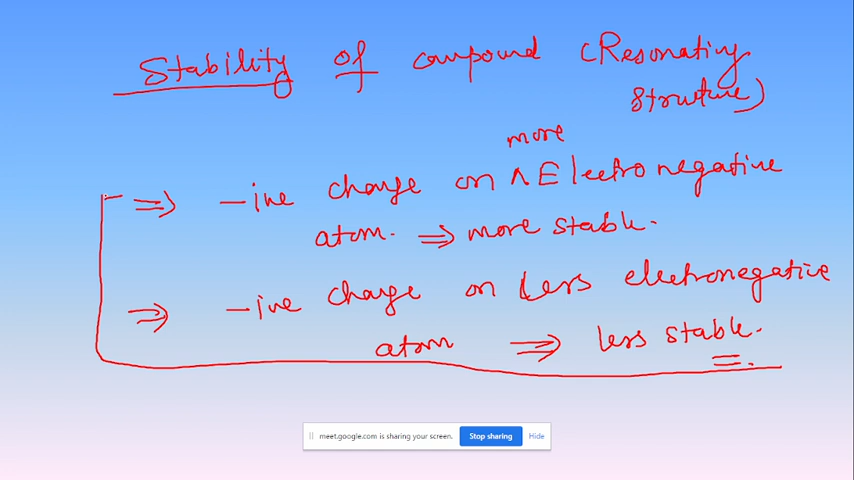 Stability of compound (Resonating
Structure)
more
⇒ -ive charge on ∧ Electronegative
atom. ⇒ more stable.
⇒ -ive charge on less electronegative
atom ⇒ less stable.
meet.google.com is sharing your screen. Stop sharing Hide